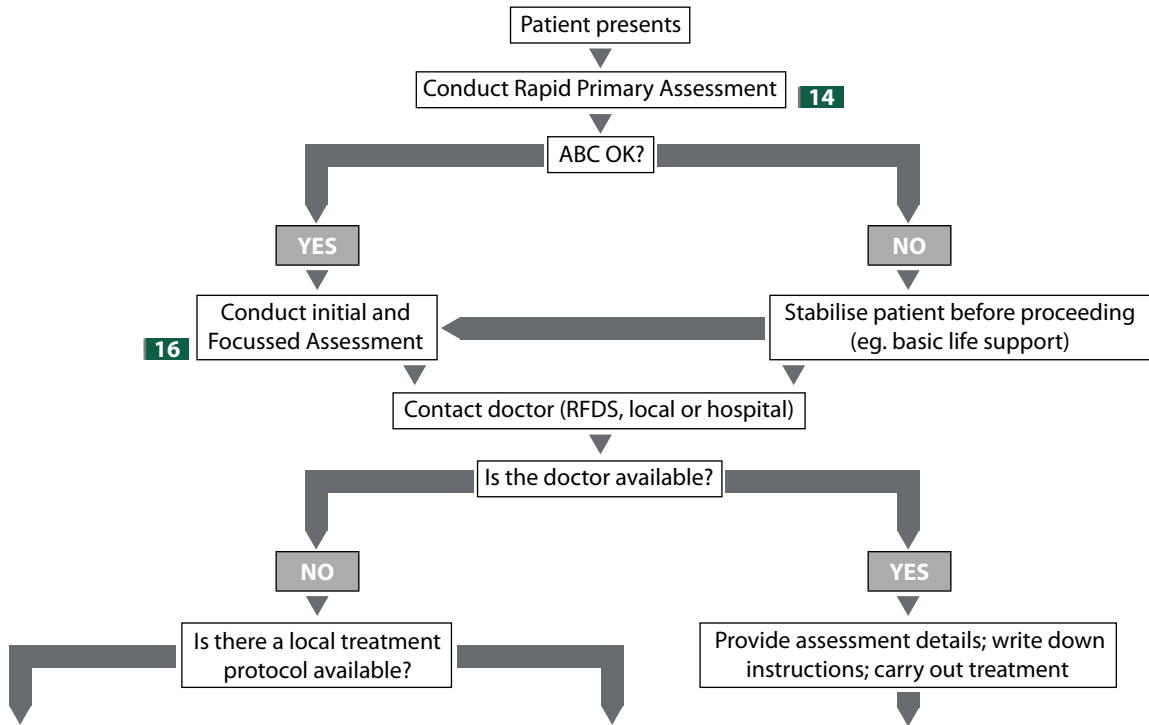 Patient presents
Conduct Rapid Primary Assessment
14
ABC OK?
YES
NO
Conduct initial and
Focussed Assessment
16
Stabilise patient before proceeding
(eg. basic life support)
Contact doctor (RFDS, local or hospital)
Is the doctor available?
NO
YES
Is there a local treatment
protocol available?
Provide assessment details; write down
instructions; carry out treatment